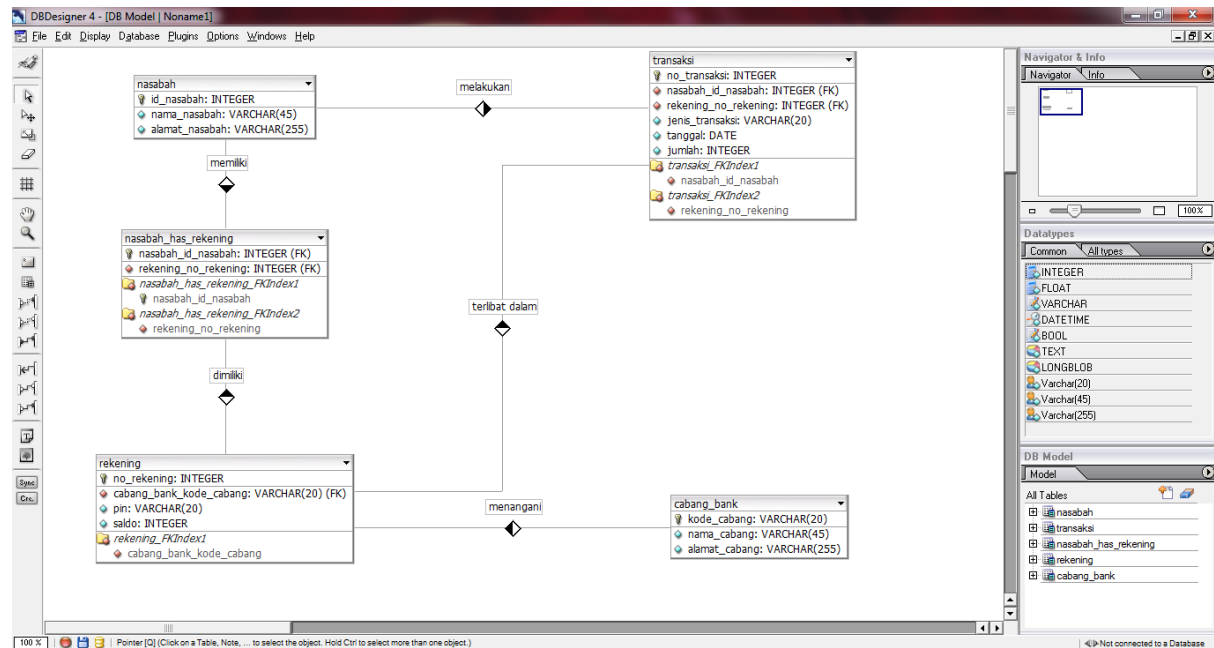 DBDesigner 4 - [DB Model | Noname1]
File Edit Display Database Plugins Options Windows Help
nasabah
id_nasabah: INTEGER
nama_nasabah: VARCHAR(45)
alamat_nasabah: VARCHAR(255)
melakukan
transaksi
no_transaksi: INTEGER
nasabah_id_nasabah: INTEGER (FK)
rekening_no_rekening: INTEGER (FK)
jenis_transaksi: VARCHAR(20)
tanggal: DATE
jumlah: INTEGER
transaksi_FKIndex1
nasabah_id_nasabah
transaksi_FKIndex2
rekening_no_rekening
memiliki
nasabah_has_rekening
nasabah_id_nasabah: INTEGER (FK)
rekening_no_rekening: INTEGER (FK)
nasabah_has_rekening_FKIndex1
nasabah_id_nasabah
nasabah_has_rekening_FKIndex2
rekening_no_rekening
terlibat dalam
dimiliki
rekening
no_rekening: INTEGER
cabang_bank_kode_cabang: VARCHAR(20) (FK)
pin: VARCHAR(20)
saldo: INTEGER
rekening_FKIndex1
cabang_bank_kode_cabang
menangani
cabang_bank
kode_cabang: VARCHAR(20)
nama_cabang: VARCHAR(45)
alamat_cabang: VARCHAR(255)
Navigator & Info
Navigator Info
100%
Datatypes
Common All types
INTEGER
FLOAT
VARCHAR
DATETIME
BOOL
TEXT
LONGBLOB
Varchar(20)
Varchar(45)
Varchar(255)
DB Model
Model
All Tables
nasabah
transaksi
nasabah_has_rekening
rekening
cabang_bank
Sync
Crc.
100 % Pointer [Q] (Click on a Table, Note, ... to select the object. Hold Ctrl to select more than one object.) Not connected to a Database